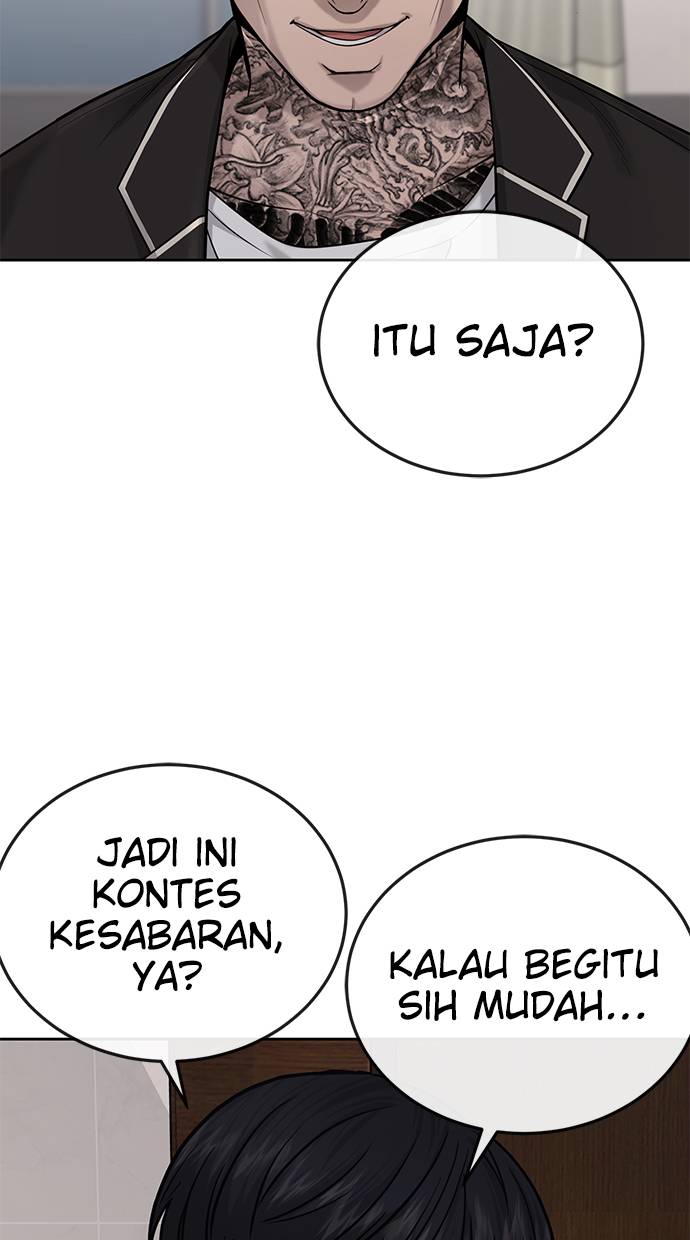 ITU SAJA?
JADI INI
KONTES
KESABARAN,
YA?
KALAU BEGITU
SIH MUDAH...